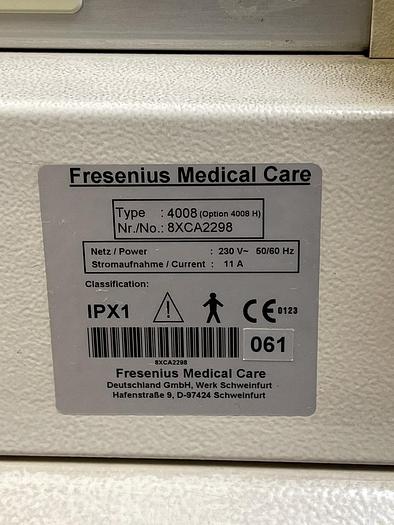 Fresenius Medical Care
Type : 4008 (Option 4008 H)
Nr./No.: 8XCA2298
Netz / Power : 230 V~ 50/60 Hz
Stromaufnahme / Current : 11 A
Classification:
IPX1 CE 0123
061
8XCA2298
Fresenius Medical Care
Deutschland GmbH, Werk Schweinfurt
Hafenstraße 9, D-97424 Schweinfurt